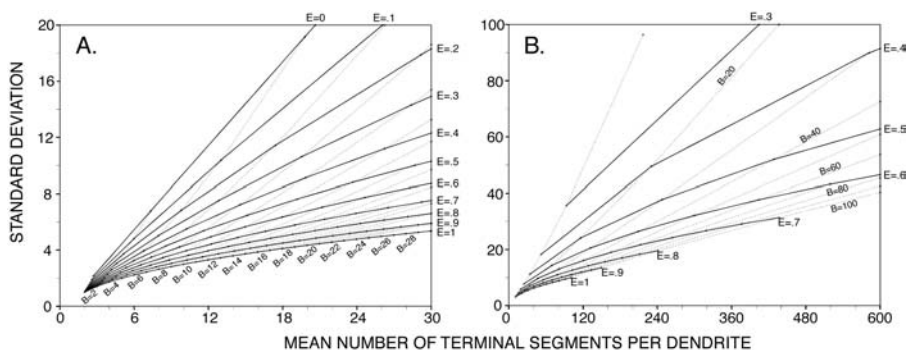 STANDARD DEVIATION
A.
20
16
12
8
4
0
0 6 12 18 24 30
E=0
E=.1
E=.2
E=.3
E=.4
E=.5
E=.6
E=.7
E=.8
E=.9
E=1
B=2 B=4 B=6 B=8 B=10 B=12 B=14 B=16 B=18 B=20 B=22 B=24 B=26 B=28
B.
100
80
60
40
20
0
0 120 240 360 480 600
E=.3
E=.4
E=.5
E=.6
E=.7
E=.8
E=.9
E=1
B=20
B=40
B=60
B=80
B=100
MEAN NUMBER OF TERMINAL SEGMENTS PER DENDRITE